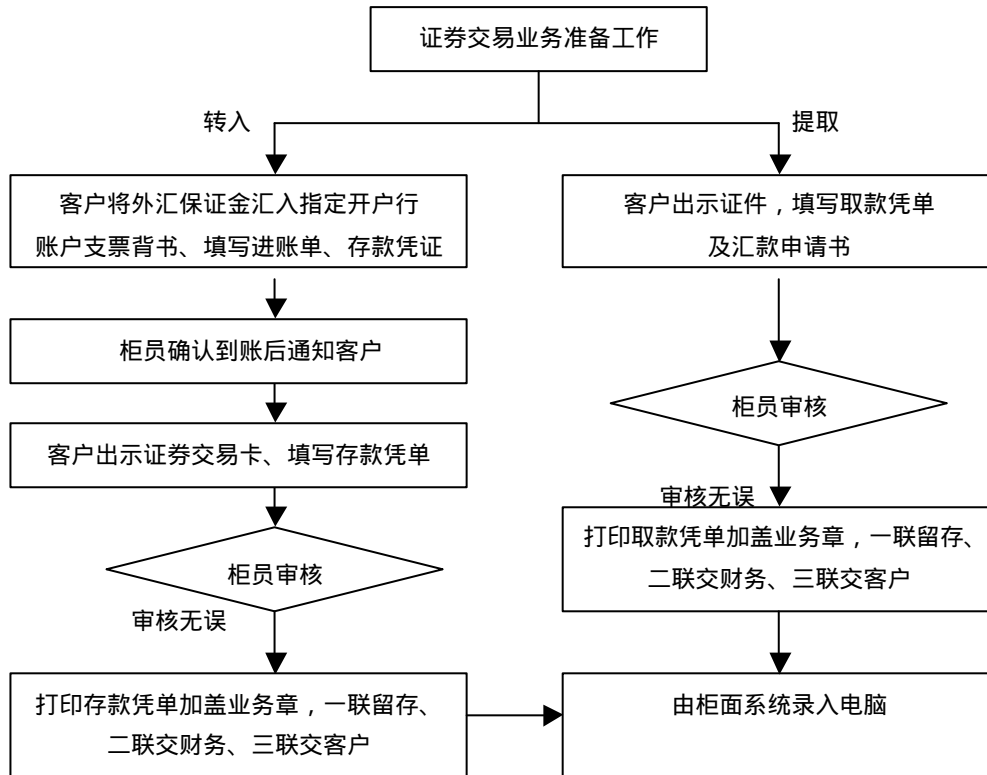 证券交易业务准备工作
转入
提取
客户将外汇保证金汇入指定开户行
账户支票背书、填写进账单、存款凭证
客户出示证件，填写取款凭单
及汇款申请书
柜员确认到账后通知客户
柜员审核
客户出示证券交易卡、填写存款凭单
审核无误
打印取款凭单加盖业务章，一联留存、
二联交财务、三联交客户
柜员审核
审核无误
打印存款凭单加盖业务章，一联留存、
二联交财务、三联交客户
由柜面系统录入电脑